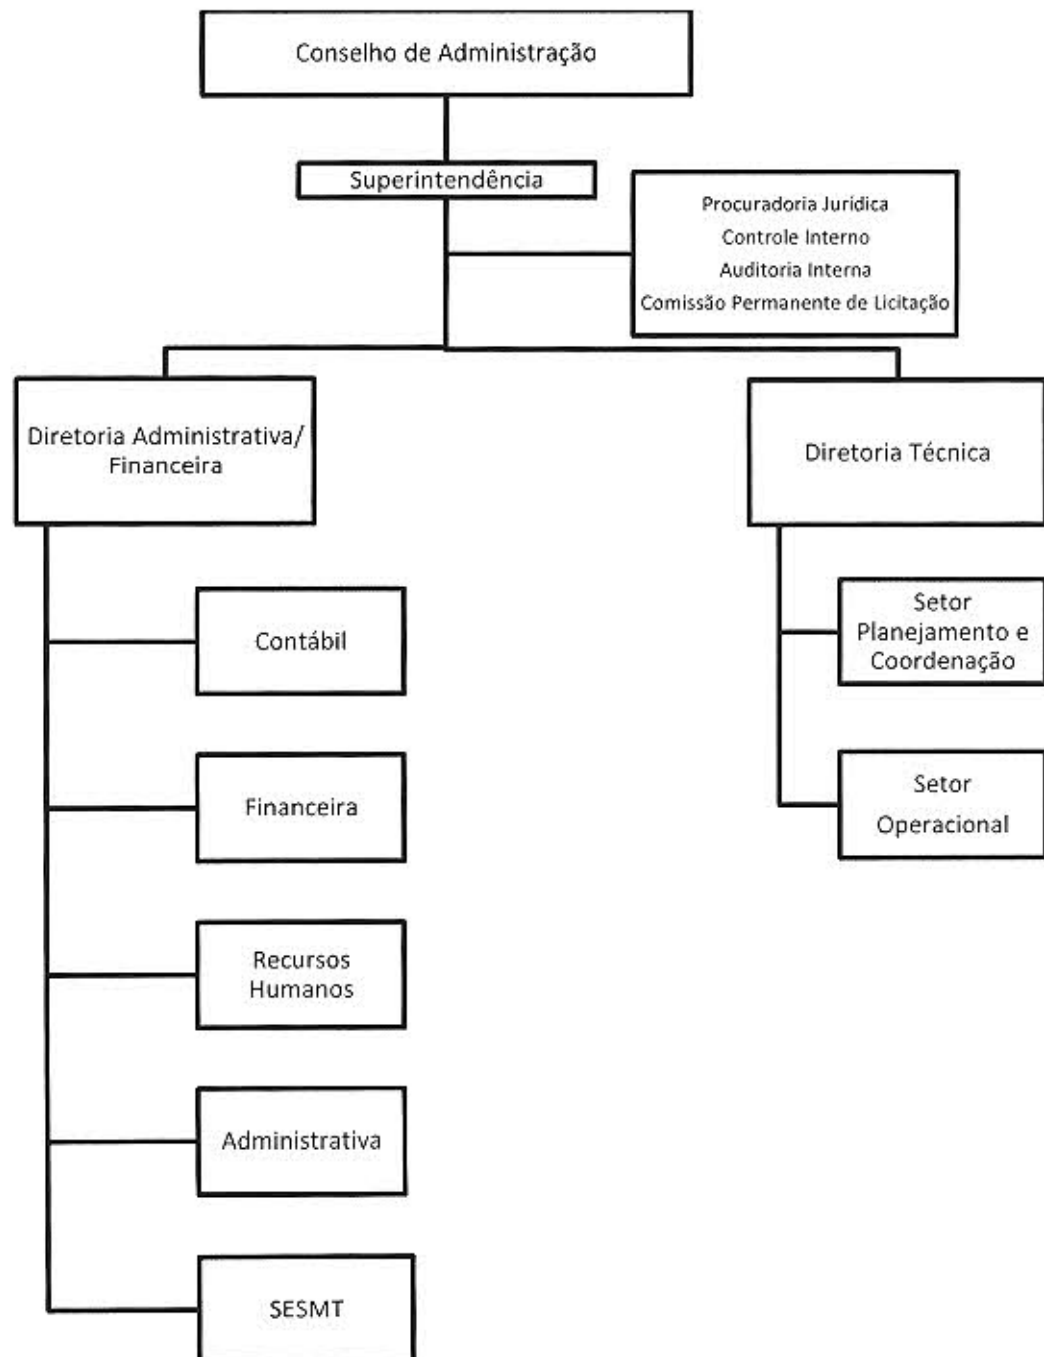 Conselho de Administração
Superintendência
Procuradoria Jurídica
Controle Interno
Auditoria Interna
Comissão Permanente de Licitação
Diretoria Administrativa/
Financeira
Diretoria Técnica
Contábil
Setor
Planejamento e
Coordenação
Financeira
Setor
Operacional
Recursos
Humanos
Administrativa
SESMT